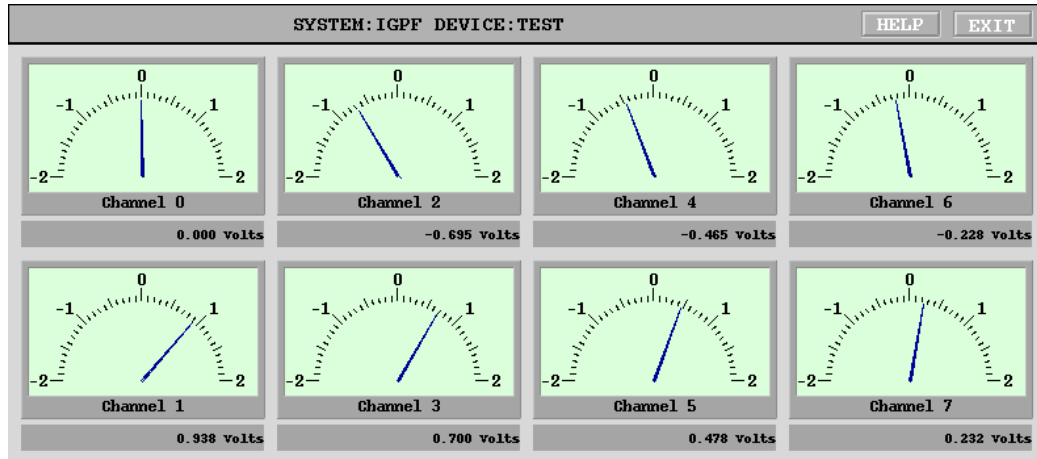 SYSTEM:IGPF DEVICE:TEST HELP EXIT
0 0 0 0
-1 1 -1 1 -1 1 -1 1
-2 2 -2 2 -2 2 -2 2
Channel 0 Channel 2 Channel 4 Channel 6
0.000 Volts -0.695 Volts -0.465 Volts -0.228 Volts
0 0 0 0
-1 1 -1 1 -1 1 -1 1
-2 2 -2 2 -2 2 -2 2
Channel 1 Channel 3 Channel 5 Channel 7
0.938 Volts 0.700 Volts 0.478 Volts 0.232 Volts